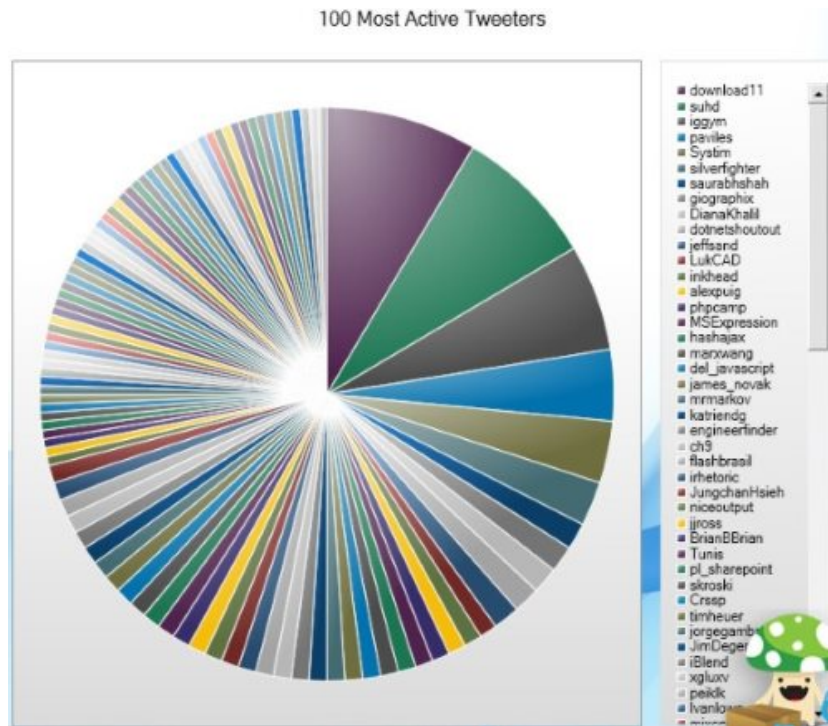 100 Most Active Tweeters
download11
suhd
iggym
paviles
Systim
silverfighter
saurabhshah
giographix
DianaKhalil
dotnetshoutout
jeffsand
LukCAD
inkhead
alexpuig
phpcamp
MSExpression
hashajax
marxwang
del_javascript
james_novak
mrmarkov
katriendg
engineerfinder
ch9
flashbrasil
irhetoric
JungchanHsieh
niceoutput
jjross
BrianBBrian
Tunis
pl_sharepoint
skroski
Crssp
timheuer
iBlend
xgluxv
peiklk